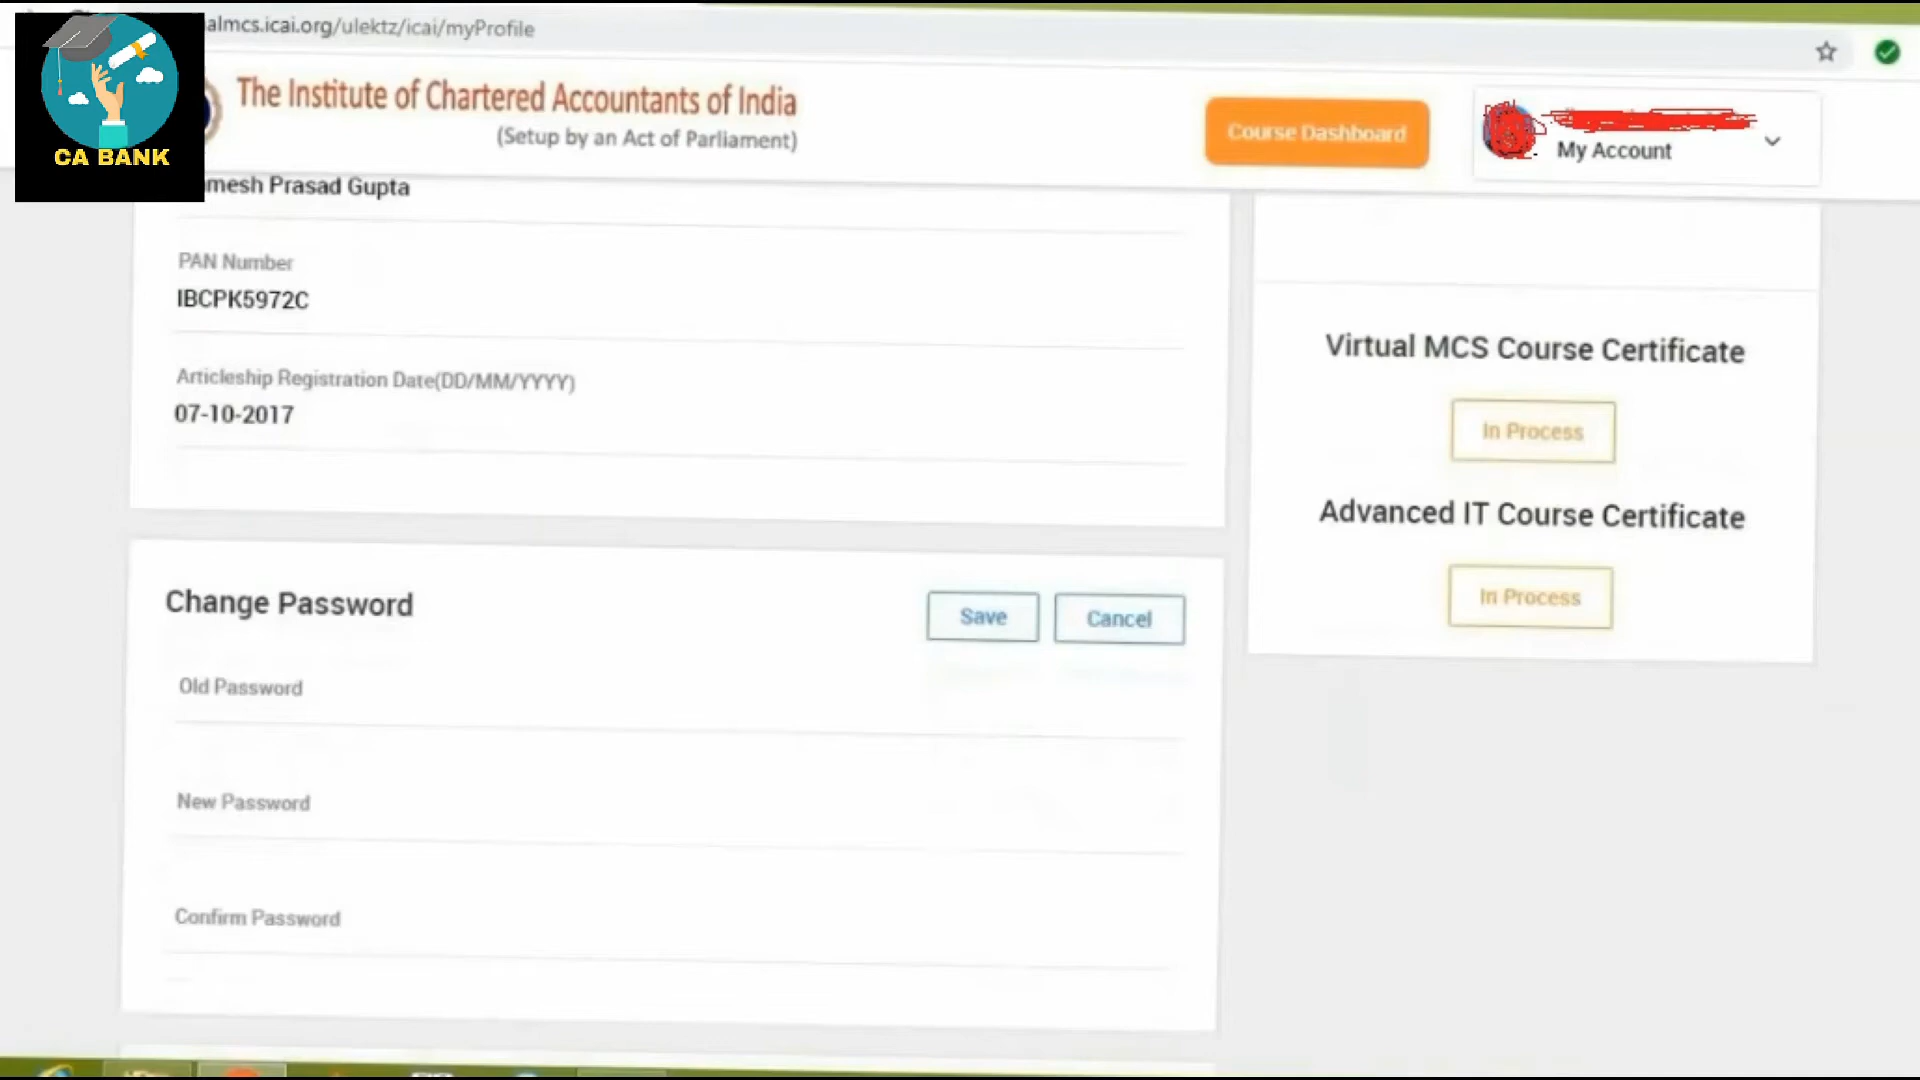 almcs.icai.org/ulektz/icai/myProfile
CA BANK
The Institute of Chartered Accountants of India
(Setup by an Act of Parliament)
Course Dashboard
My Account
mesh Prasad Gupta
PAN Number
IBCPK5972C
Articleship Registration Date(DD/MM/YYYY)
07-10-2017
Virtual MCS Course Certificate
In Process
Advanced IT Course Certificate
In Process
Change Password
Save
Cancel
Old Password
New Password
Confirm Password